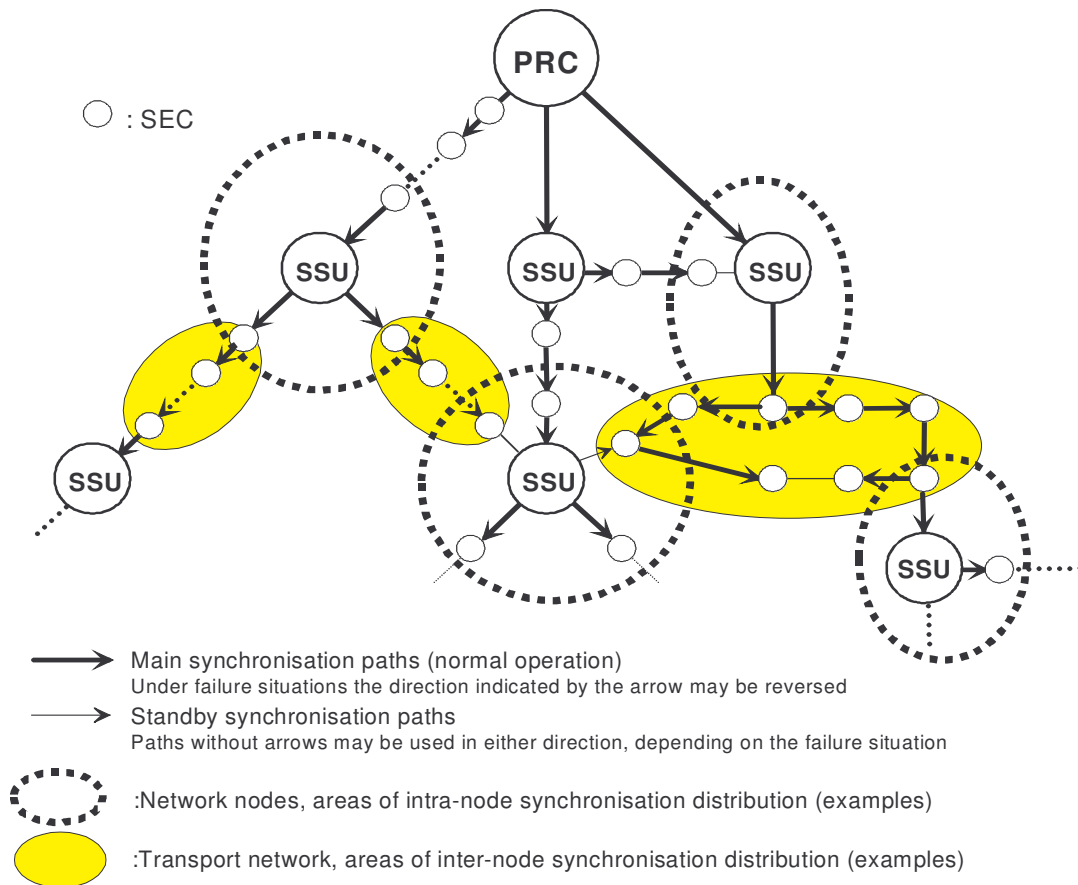 PRC
: SEC
SSU
SSU
SSU
SSU
SSU
SSU
Main synchronisation paths (normal operation)
Under failure situations the direction indicated by the arrow may be reversed
Standby synchronisation paths
Paths without arrows may be used in either direction, depending on the failure situation
:Network nodes, areas of intra-node synchronisation distribution (examples)
:Transport network, areas of inter-node synchronisation distribution (examples)